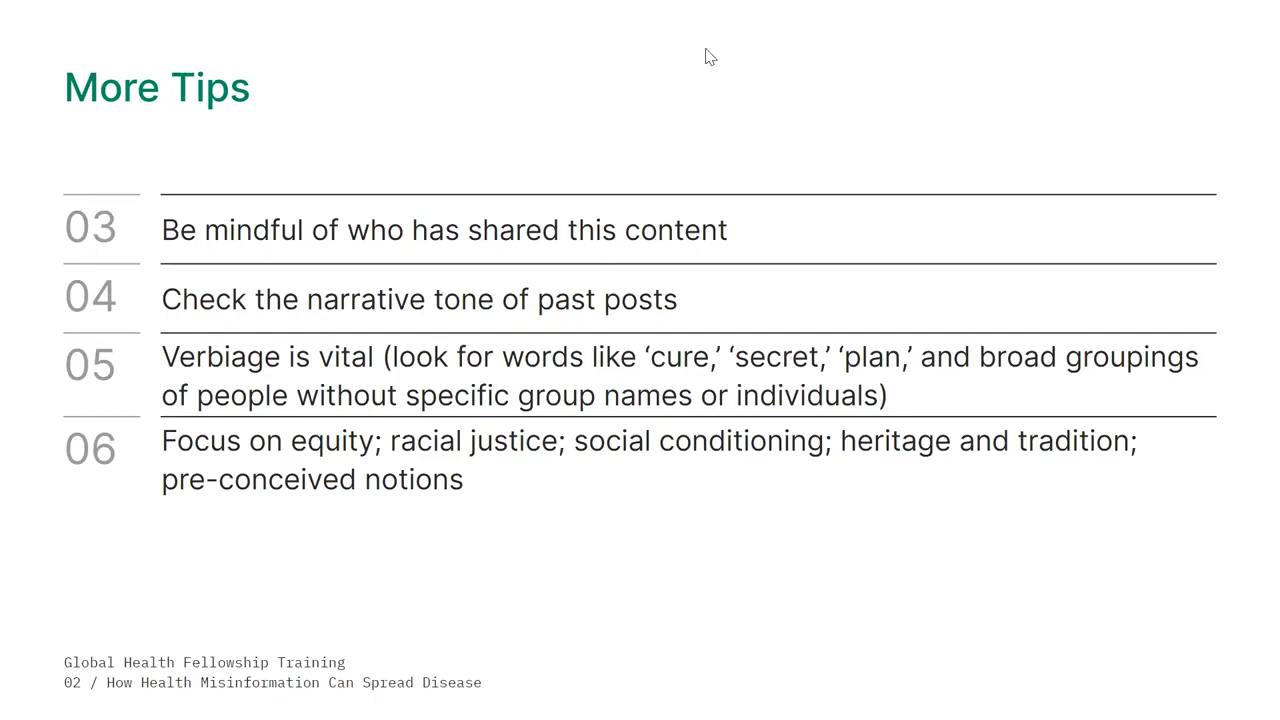 More Tips
03
Be mindful of who has shared this content
04
Check the narrative tone of past posts
05
Verbiage is vital (look for words like ‘cure,’ ‘secret,’ ‘plan,’ and broad groupings
of people without specific group names or individuals)
06
Focus on equity; racial justice; social conditioning; heritage and tradition;
pre-conceived notions
Global Health Fellowship Training
02 / How Health Misinformation Can Spread Disease